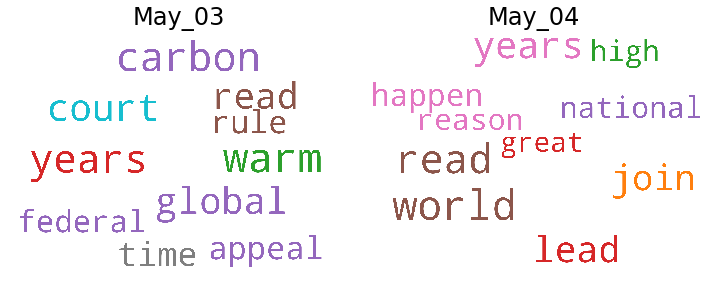 May_03
carbon
read
court
rule
years
warm
global
federal
time
appeal
May_04
years
high
happen
national
reason
great
read
join
world
lead